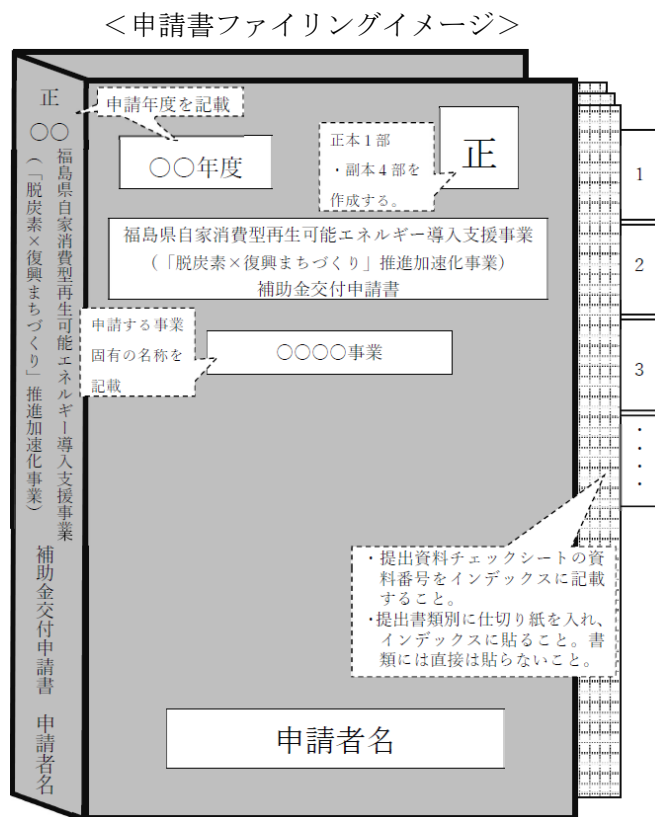 ＜申請書ファイリングイメージ＞
正
○○
福島県自家消費型再生可能エネルギー導入支援事業
（「脱炭素×復興まちづくり」推進加速化事業）
補助金交付申請書
申請者名
申請年度を記載
○○年度
正本１部
・副本４部を
作成する。
正
福島県自家消費型再生可能エネルギー導入支援事業
（「脱炭素×復興まちづくり」推進加速化事業）
補助金交付申請書
申請する事業
固有の名称を
記載
○○○○事業
1
2
3
・・・・
・提出資料チェックシートの資
料番号をインデックスに記載
すること。
・提出書類別に仕切り紙を入れ、
インデックスに貼ること。書
類には直接は貼らないこと。
申請者名